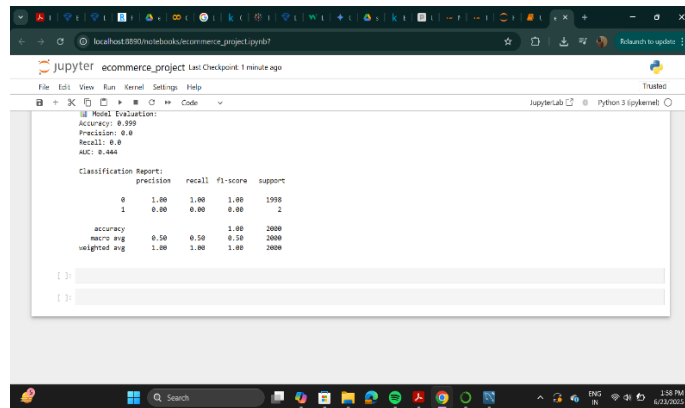 localhost:8890/notebooks/ecommerce_project.ipynb?
Relaunch to update
jupyter ecommerce_project Last Checkpoint: 1 minute ago
File Edit View Run Kernel Settings Help
Trusted
Code
JupyterLab
Python 3 (ipykernel)
Model Evaluation:
Accuracy: 0.999
Precision: 0.0
Recall: 0.0
AUC: 0.444
Classification Report:
precision recall f1-score support
0 1.00 1.00 1.00 1998
1 0.00 0.00 0.00 2
accuracy 1.00 2000
macro avg 0.50 0.50 0.50 2000
weighted avg 1.00 1.00 1.00 2000
[ ]:
[ ]:
Search
ENG
IN
1:58 PM
6/23/2025